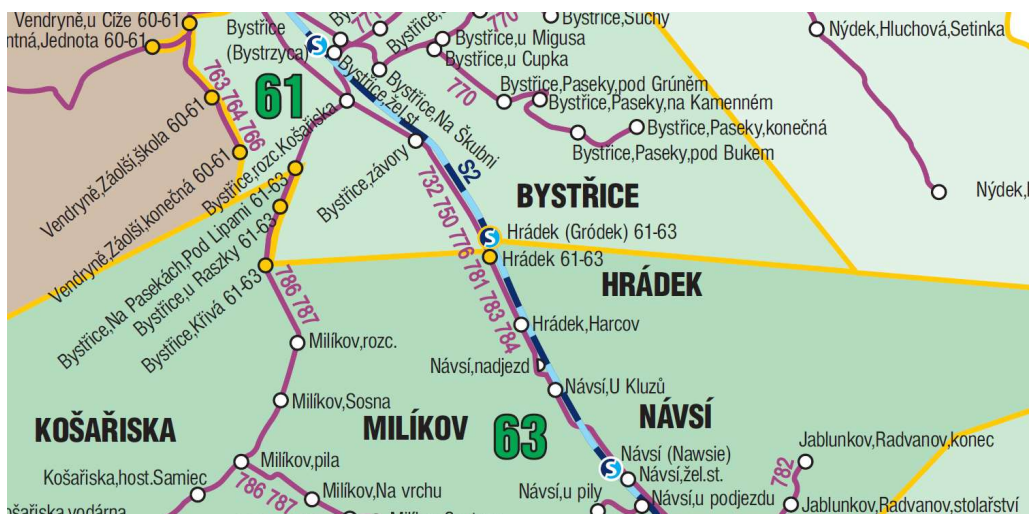 Vendryně,u Cíže 60-61
Jednota 60-61
Bystřice
(Bystrzyca)
Bystřice,žel.st.
Bystřice,Na Škubni
770
Bystřice,Suchý
Bystřice,u Migusa
Bystřice,u Cupka
770
Bystřice,Paseky,pod Grúněm
Bystřice,Paseky,na Kamenném
Bystřice,Paseky,konečná
Bystřice,Paseky,pod Bukem
Nýdek,Hluchová,Setinka
763 764 766
61
Vendryně,Záolší,škola 60-61
Vendryně,Záolší,konečná 60-61
Bystřice,rozc.Košařiska
Bystřice,závory
S2
732 750 776 781 783 784
BYSTŘICE
Bystřice,Na Pasekách,Pod Lipami 61-63
Bystřice,u Raszky 61-63
Bystřice,Křivá 61-63
Hrádek (Gródek) 61-63
Hrádek 61-63
HRÁDEK
786 787
Milíkov,rozc.
Hrádek,Harcov
Návsí,nadjezd
Návsí,U Kluzů
Milíkov,Sosna
KOŠAŘISKA
MILÍKOV
63
NÁVSÍ
Milíkov,pila
Návsí (Nawsie)
Návsí,žel.st.
Jablunkov,Radvanov,konec
782
Košařiska,host.Samiec
786 787
Milíkov,Na vrchu
Návsí,u pily
Návsí,u podjezdu
Jablunkov,Radvanov,stolařství